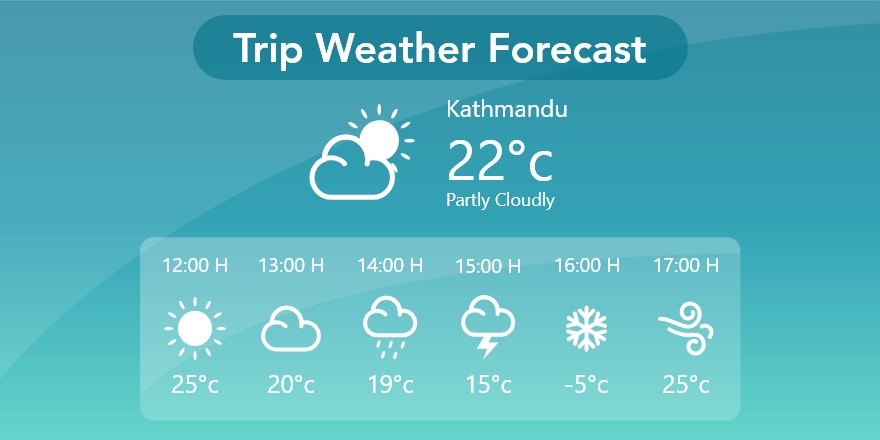 Trip Weather Forecast
Kathmandu
22°c
Partly Cloudly
12:00 H 13:00 H 14:00 H 15:00 H 16:00 H 17:00 H
25°c 20°c 19°c 15°c -5°c 25°c